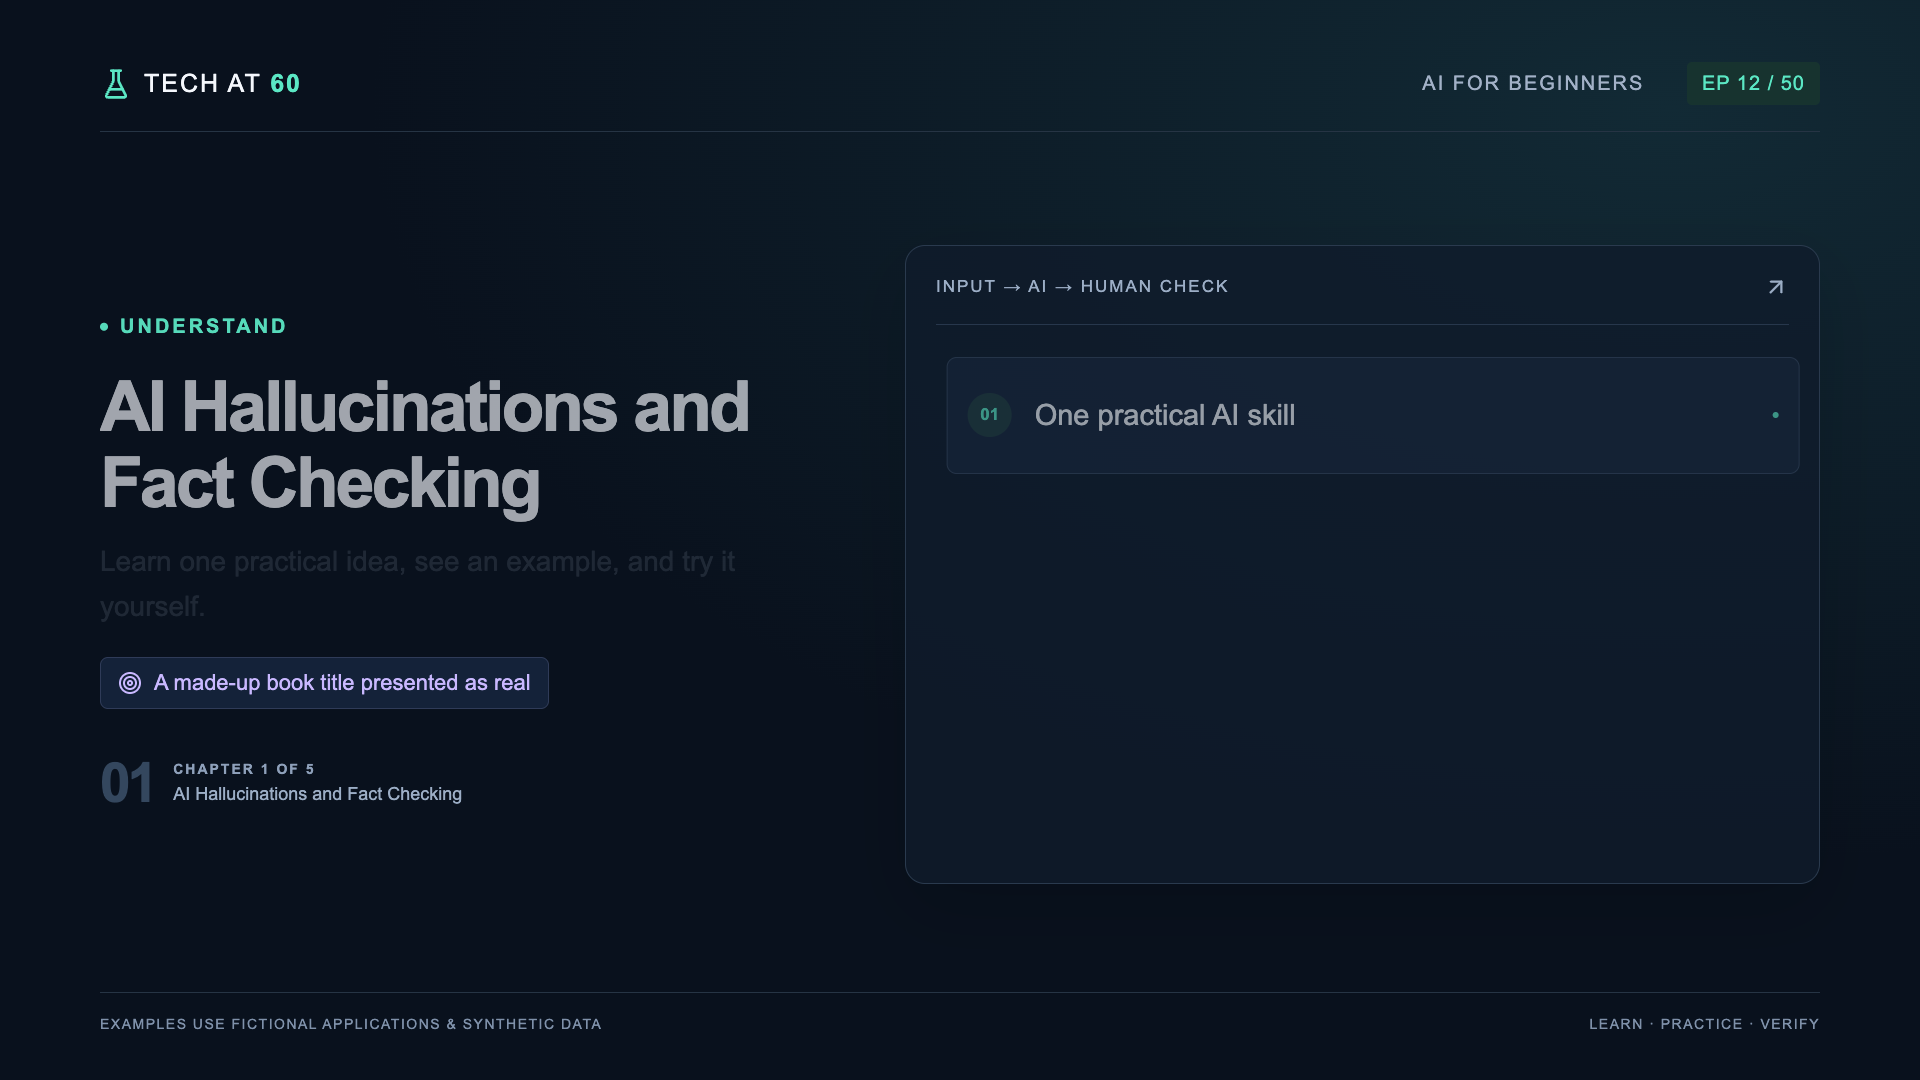 TECH AT 60
AI FOR BEGINNERS
EP 12 / 50
UNDERSTAND
AI Hallucinations and
Fact Checking
Learn one practical idea, see an example, and try it
yourself.
A made-up book title presented as real
01
CHAPTER 1 OF 5
AI Hallucinations and Fact Checking
INPUT → AI → HUMAN CHECK
01
One practical AI skill
EXAMPLES USE FICTIONAL APPLICATIONS & SYNTHETIC DATA
LEARN · PRACTICE · VERIFY